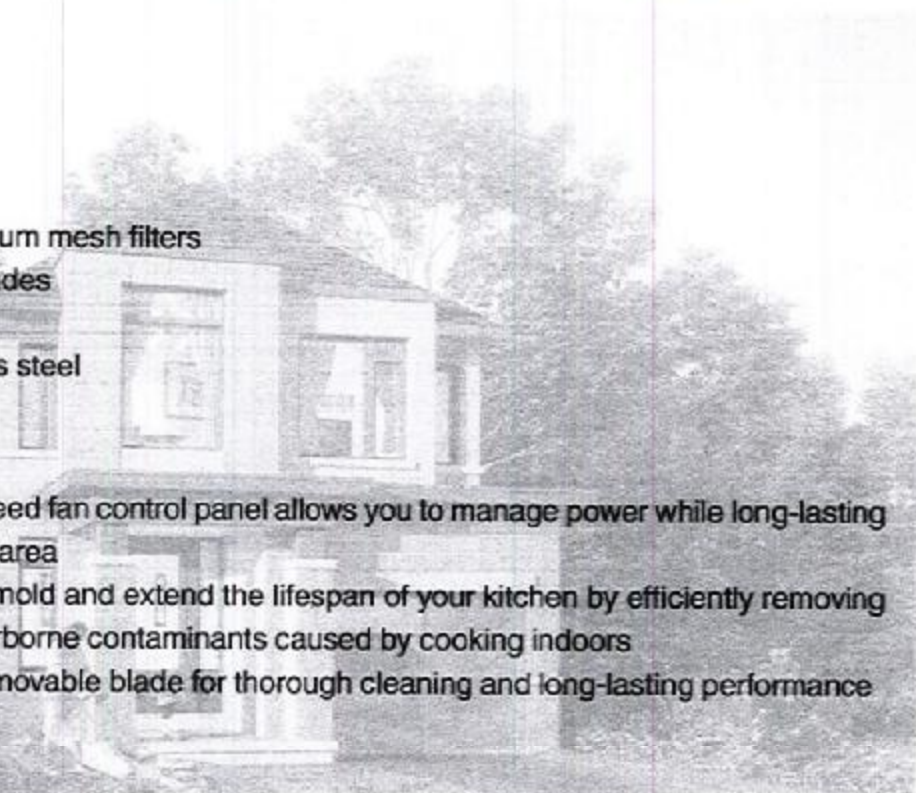 um mesh filters
des
s steel
eed fan control panel allows you to manage power while long-lasting
area
mold and extend the lifespan of your kitchen by efficiently removing
rborne contaminants caused by cooking indoors
movable blade for thorough cleaning and long-lasting performance